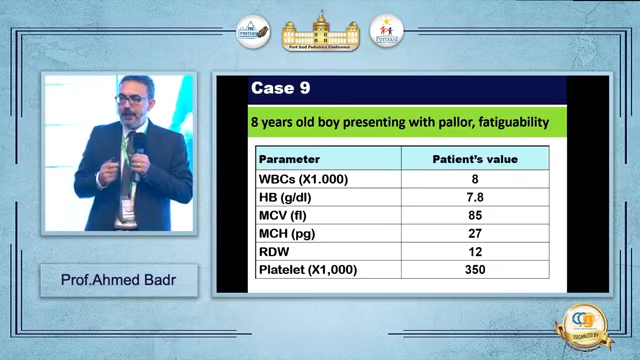 Port Said Pediatrics Conference
Case 9
8 years old boy presenting with pallor, fatiguability
Parameter Patient's value
WBCs (X1.000) 8
HB (g/dl) 7.8
MCV (fl) 85
MCH (pg) 27
RDW 12
Platelet (X1,000) 350
Prof.Ahmed Badr
ORGANIZED BY